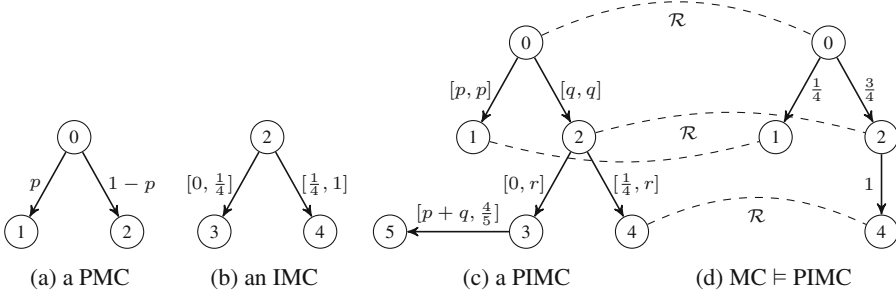 0 R 0
[p, p] [q, q] 1/4 3/4
0 2 1 2 R 1 2
p 1 − p [0, 1/4] [1/4, 1] [0, r] [1/4, r] 1
[p + q, 4/5] R
1 2 3 4 5 3 4 4
(a) a PMC (b) an IMC (c) a PIMC (d) MC ⊨ PIMC